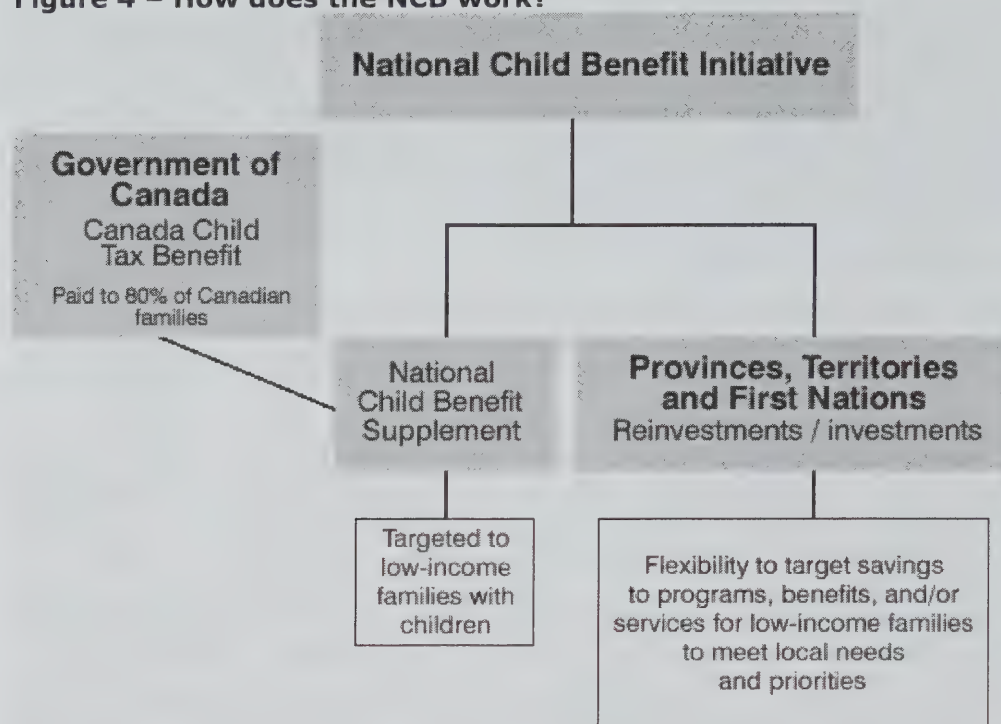 Figure 4 – How does the NCB work?
National Child Benefit Initiative
Government of
Canada
Canada Child
Tax Benefit
Paid to 80% of Canadian
families
National
Child Benefit
Supplement
Provinces, Territories
and First Nations
Reinvestments / investments
Targeted to
low-income
families with
children
Flexibility to target savings
to programs, benefits, and/or
services for low-income families
to meet local needs
and priorities